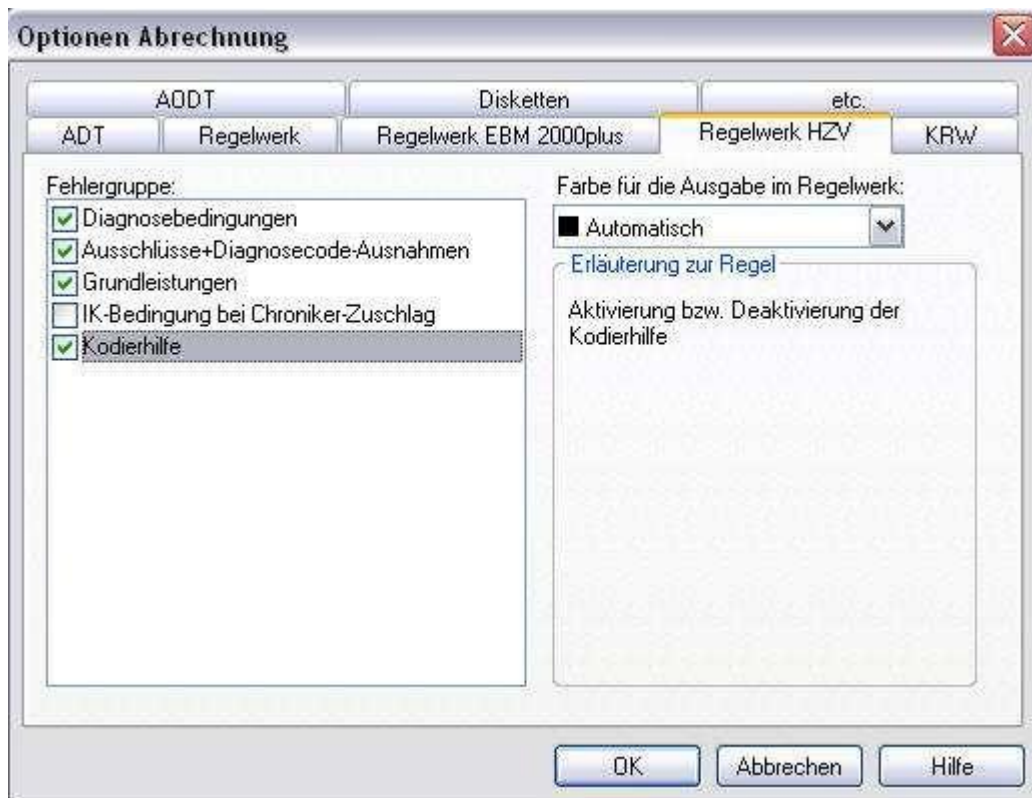 Optionen Abrechnung
AODT
Disketten
etc.
ADT
Regelwerk
Regelwerk EBM 2000plus
Regelwerk HZV
KRW
Fehlergruppe:
Diagnosebedingungen
Ausschlüsse+Diagnosecode-Ausnahmen
Grundleistungen
IK-Bedingung bei Chroniker-Zuschlag
Kodierhilfe
Farbe für die Ausgabe im Regelwerk:
Automatisch
Erläuterung zur Regel
Aktivierung bzw. Deaktivierung der
Kodierhilfe
OK
Abbrechen
Hilfe